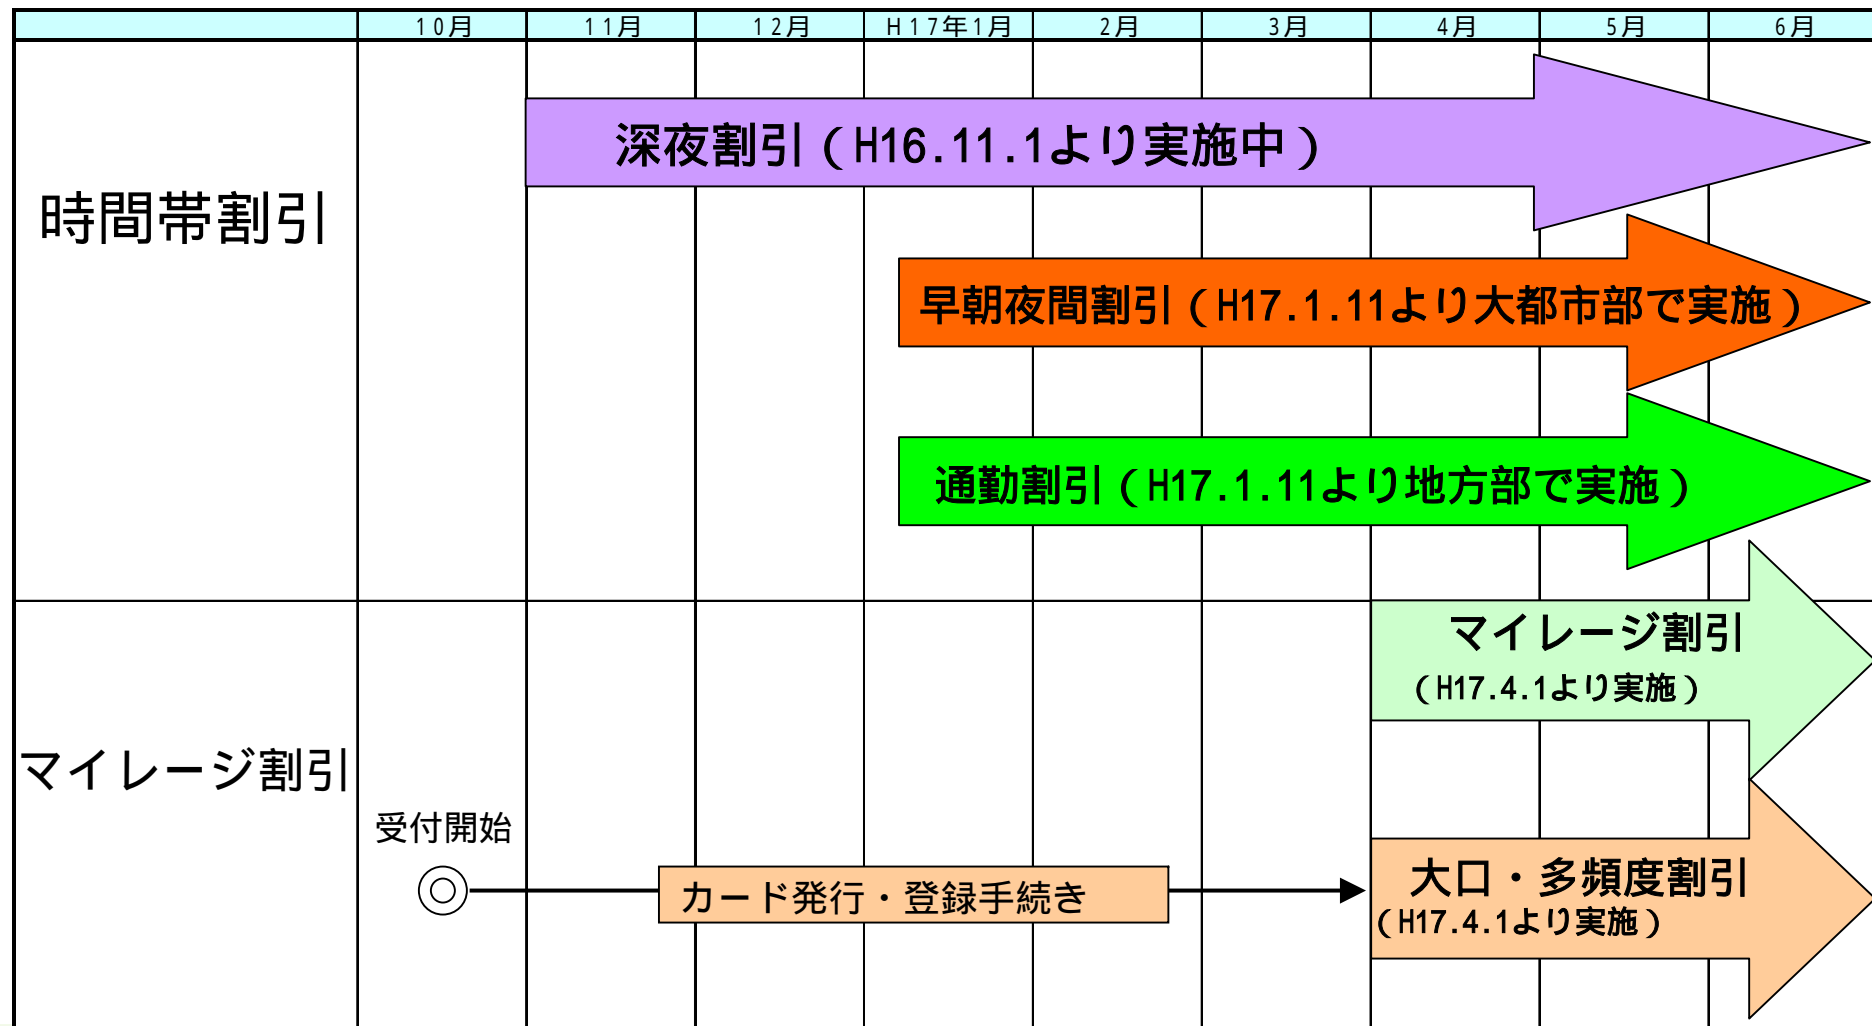 10月 11月 12月 H17年1月 2月 3月 4月 5月 6月
時間帯割引
深夜割引(H16.11.1より実施中)
早朝夜間割引(H17.1.11より大都市部で実施)
通勤割引(H17.1.11より地方部で実施)
マイレージ割引
マイレージ割引
(H17.4.1より実施)
受付開始
カード発行・登録手続き
大口・多頻度割引
(H17.4.1より実施)